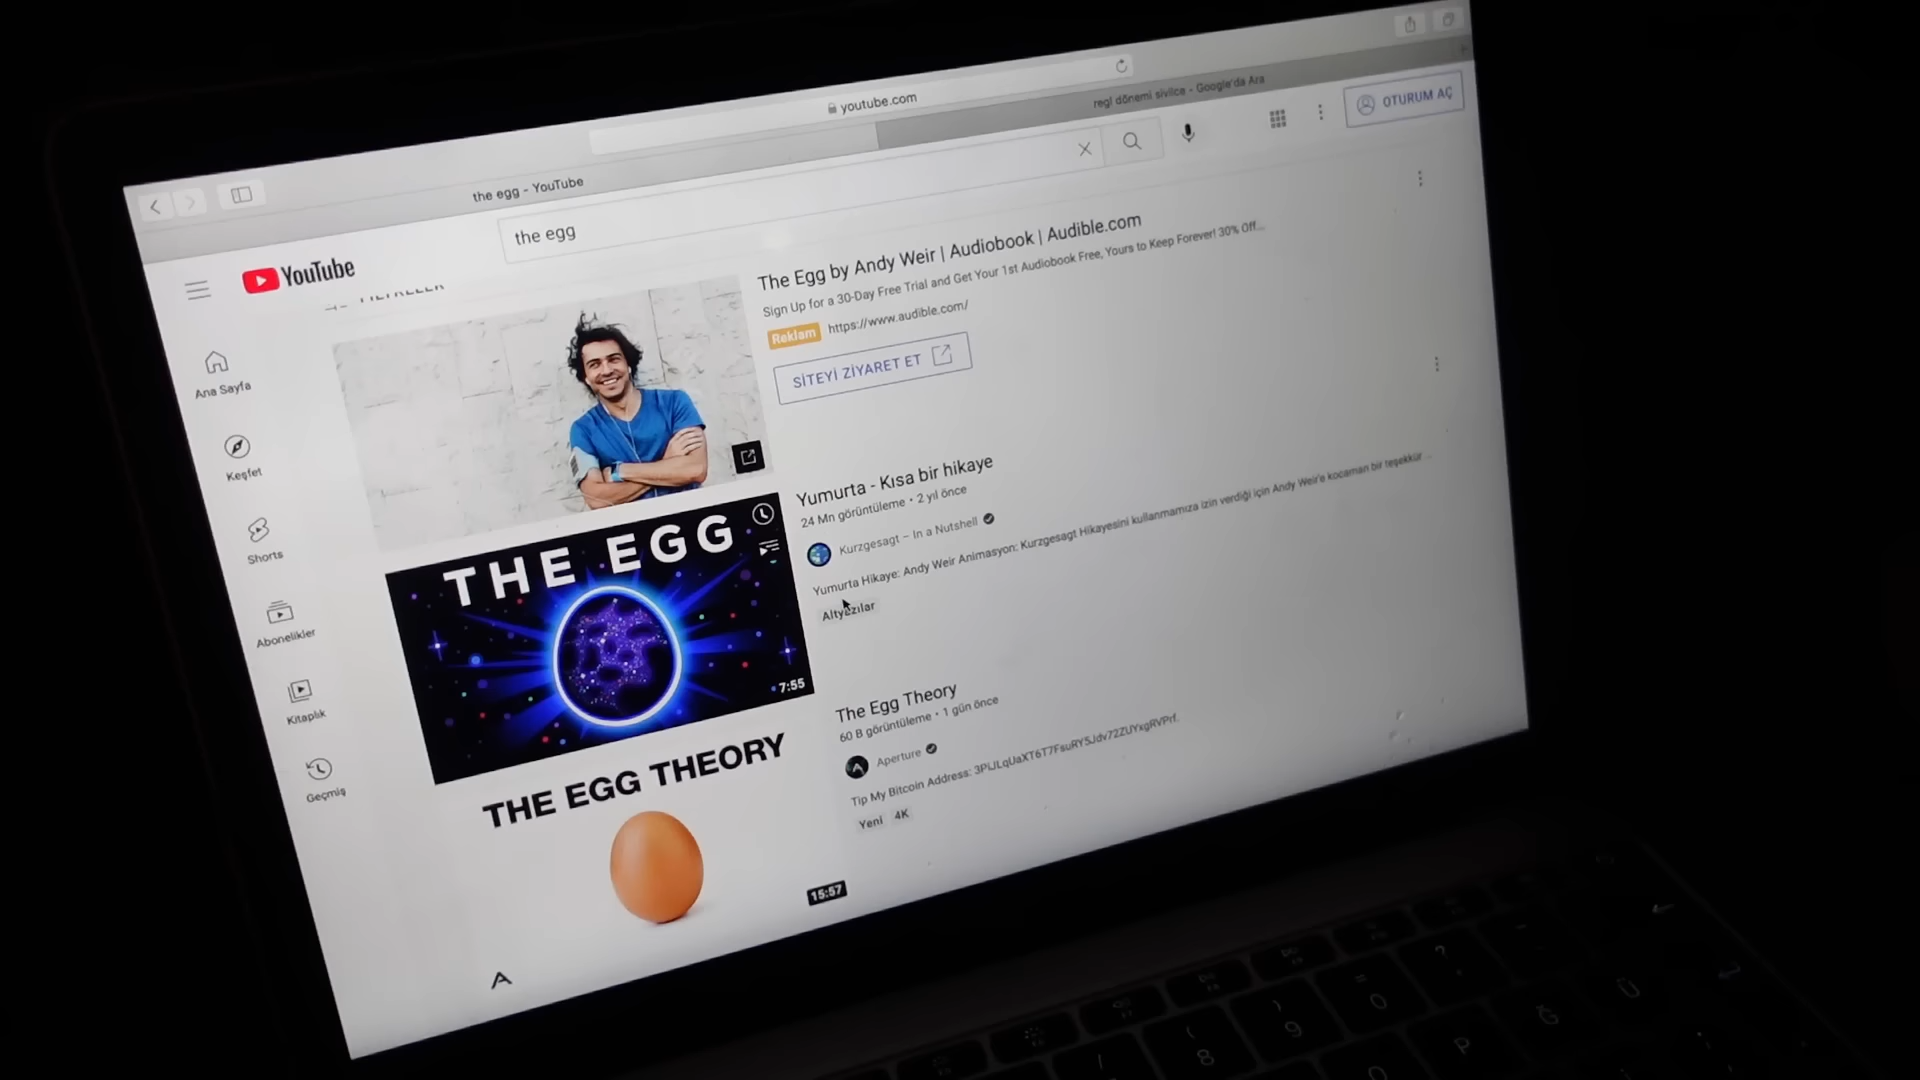 youtube.com
the egg - YouTube
regl dönemi sivilce - Google'da Ara
YouTube
the egg
OTURUM AÇ
FİLTRELER
Ana Sayfa
Keşfet
Shorts
Abonelikler
Kitaplık
Geçmiş
The Egg by Andy Weir | Audiobook | Audible.com
Sign Up for a 30-Day Free Trial and Get Your 1st Audiobook Free, Yours to Keep Forever! 30% Off...
Reklam https://www.audible.com/
SİTEYİ ZİYARET ET
THE EGG
7:55
Yumurta - Kısa bir hikaye
24 Mn görüntüleme • 2 yıl önce
Kurzgesagt – In a Nutshell
Yumurta Hikaye: Andy Weir Animasyon: Kurzgesagt Hikayesini kullanmamıza izin verdiği için Andy Weir'e kocaman bir teşekkür ...
Altyazılar
THE EGG THEORY
15:57
A
The Egg Theory
60 B görüntüleme • 1 gün önce
Aperture
Tip My Bitcoin Address: 3PiJLqUaXT6T7FsuRY5Jdv72ZUYxgRVPrf.
Yeni 4K
? 
= 0
) 9
( 8
/
Ü
Ğ
P
O